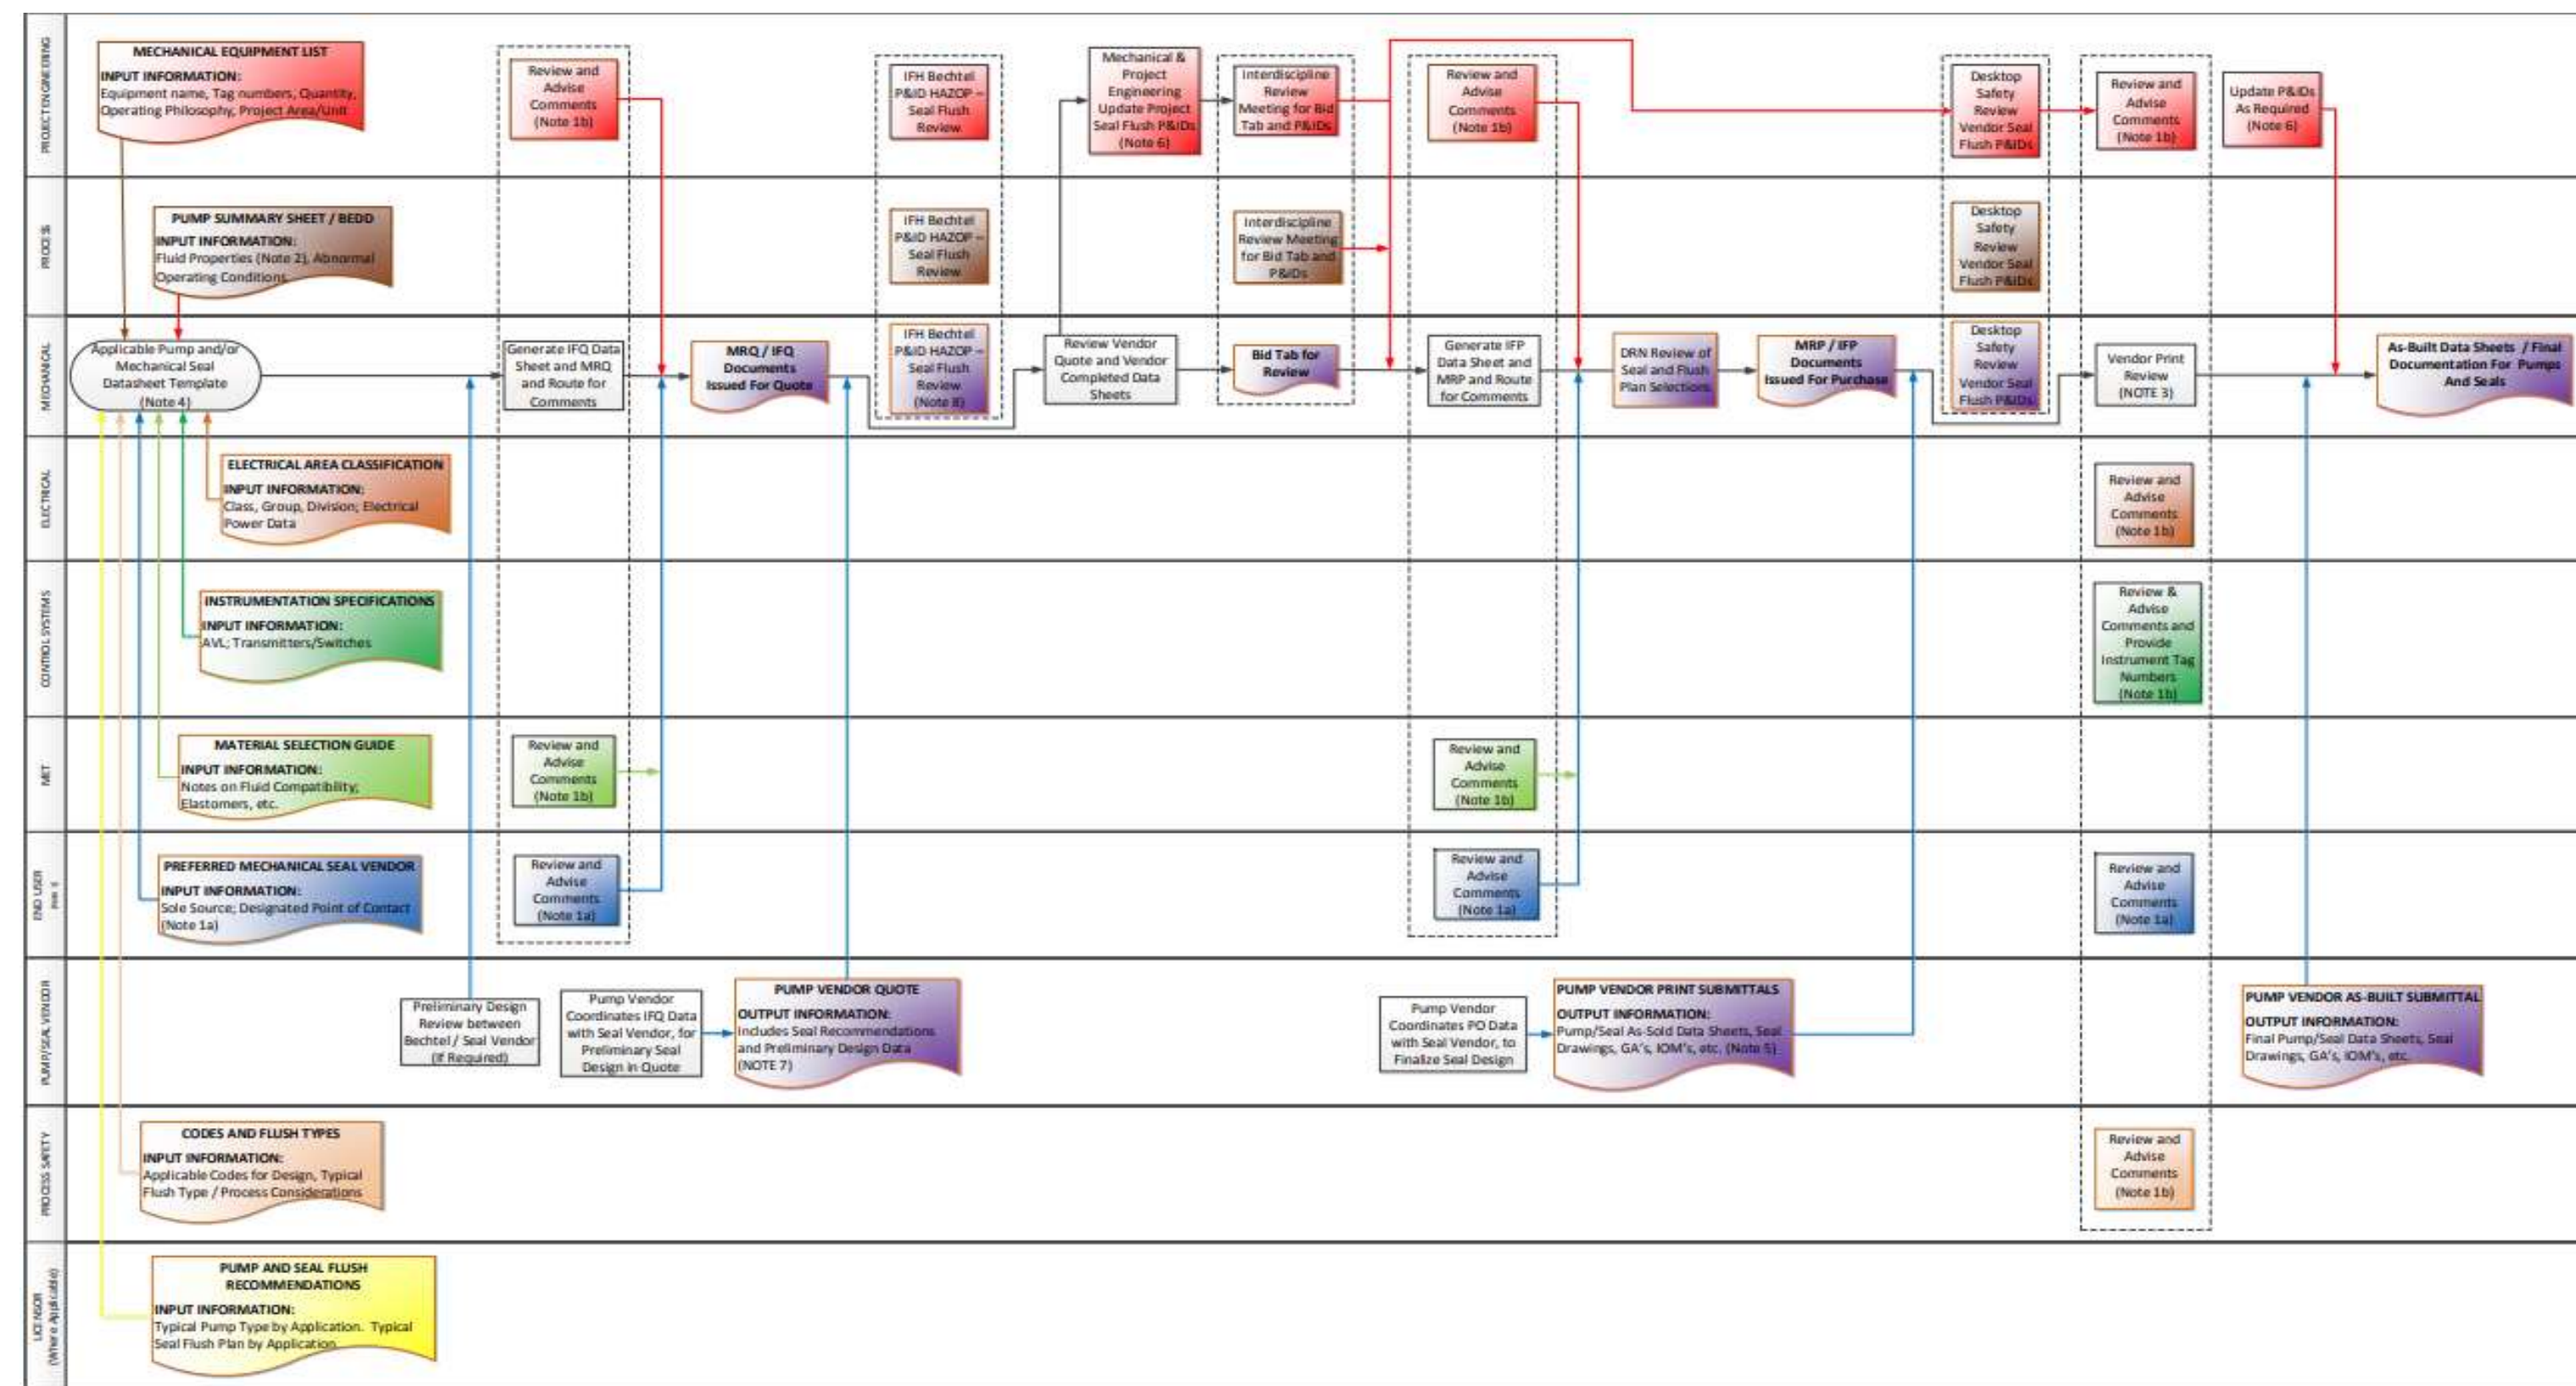 PROJECT ENGINEERING
MECHANICAL EQUIPMENT LIST
INPUT INFORMATION:
Equipment name, Tag numbers, Quantity,
Operating Philosophy, Project Area/Unit
Review and
Advise
Comments
(Note 1b)
IFH Bechtel
P&ID HAZOP –
Seal Flush
Review
Mechanical &
Project
Engineering
Update Project
Seal Flush P&IDs
(Note 6)
Interdiscipline
Review
Meeting for Bid
Tab and P&IDs
Review and
Advise
Comments
(Note 1b)
Desktop
Safety
Review
Vendor Seal
Flush P&IDs
Review and
Advise
Comments
(Note 1b)
Update P&IDs
As Required
(Note 6)
PROCESS
PUMP SUMMARY SHEET / BEDD
INPUT INFORMATION:
Fluid Properties (Note 2), Abnormal
Operating Conditions
IFH Bechtel
P&ID HAZOP –
Seal Flush
Review
Interdiscipline
Review Meeting
for Bid Tab and
P&IDs
Desktop
Safety
Review
Vendor Seal
Flush P&IDs
MECHANICAL
Applicable Pump and/or
Mechanical Seal
Datasheet Template
(Note 4)
Generate IFQ Data
Sheet and MRQ
and Route for
Comments
MRQ / IFQ
Documents
Issued For Quote
IFH Bechtel
P&ID HAZOP –
Seal Flush
Review
(Note 8)
Review Vendor
Quote and Vendor
Completed Data
Sheets
Bid Tab for
Review
Generate IFP
Data Sheet and
MRP and Route
for Comments
DRN Review of
Seal and Flush
Plan Selections
MRP / IFP
Documents
Issued For Purchase
Desktop
Safety
Review
Vendor Seal
Flush P&IDs
Vendor Print
Review
(NOTE 3)
As-Built Data Sheets / Final
Documentation For Pumps
And Seals
ELECTRICAL
ELECTRICAL AREA CLASSIFICATION
INPUT INFORMATION:
Class, Group, Division; Electrical
Power Data
Review and
Advise
Comments
(Note 1b)
CONTROL SYSTEMS
INSTRUMENTATION SPECIFICATIONS
INPUT INFORMATION:
AVL; Transmitters/Switches
Review &
Advise
Comments and
Provide
Instrument Tag
Numbers
(Note 1b)
MET
MATERIAL SELECTION GUIDE
INPUT INFORMATION:
Notes on Fluid Compatibility;
Elastomers, etc.
Review and
Advise
Comments
(Note 1b)
Review and
Advise
Comments
(Note 1b)
END USER
PREFERRED MECHANICAL SEAL VENDOR
INPUT INFORMATION:
Sole Source; Designated Point of Contact
(Note 1a)
Review and
Advise
Comments
(Note 1a)
Review and
Advise
Comments
(Note 1a)
Review and
Advise
Comments
(Note 1a)
PUMP/SEAL VENDOR
Preliminary Design
Review between
Bechtel / Seal Vendor
(If Required)
Pump Vendor
Coordinates IFQ Data
with Seal Vendor, for
Preliminary Seal
Design in Quote
PUMP VENDOR QUOTE
OUTPUT INFORMATION:
Includes Seal Recommendations
and Preliminary Design Data
(NOTE 7)
Pump Vendor
Coordinates PO Data
with Seal Vendor, to
Finalize Seal Design
PUMP VENDOR PRINT SUBMITTALS
OUTPUT INFORMATION:
Pump/Seal As-Sold Data Sheets, Seal
Drawings, GA's, IOM's, etc. (Note 5)
PUMP VENDOR AS-BUILT SUBMITTAL
OUTPUT INFORMATION:
Final Pump/Seal Data Sheets, Seal
Drawings, GA's, IOM's, etc.
PROCESS SAFETY
CODES AND FLUSH TYPES
INPUT INFORMATION:
Applicable Codes for Design, Typical
Flush Type / Process Considerations
Review and
Advise
Comments
(Note 1b)
LICENSOR
(Where Applicable)
PUMP AND SEAL FLUSH
RECOMMENDATIONS
INPUT INFORMATION:
Typical Pump Type by Application. Typical
Seal Flush Plan by Application